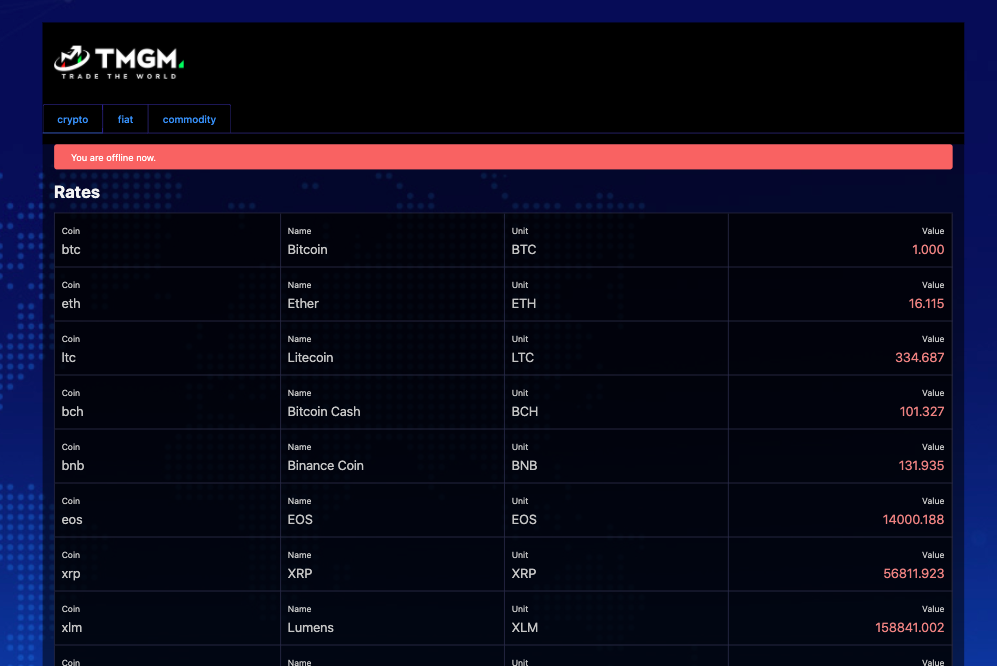 TMGM
TRADE THE WORLD
crypto fiat commodity
You are offline now.
Rates
Coin Name Unit Value
btc Bitcoin BTC 1.000
Coin Name Unit Value
eth Ether ETH 16.115
Coin Name Unit Value
ltc Litecoin LTC 334.687
Coin Name Unit Value
bch Bitcoin Cash BCH 101.327
Coin Name Unit Value
bnb Binance Coin BNB 131.935
Coin Name Unit Value
eos EOS EOS 14000.188
Coin Name Unit Value
xrp XRP XRP 56811.923
Coin Name Unit Value
xlm Lumens XLM 158841.002
Coin Name Unit Value